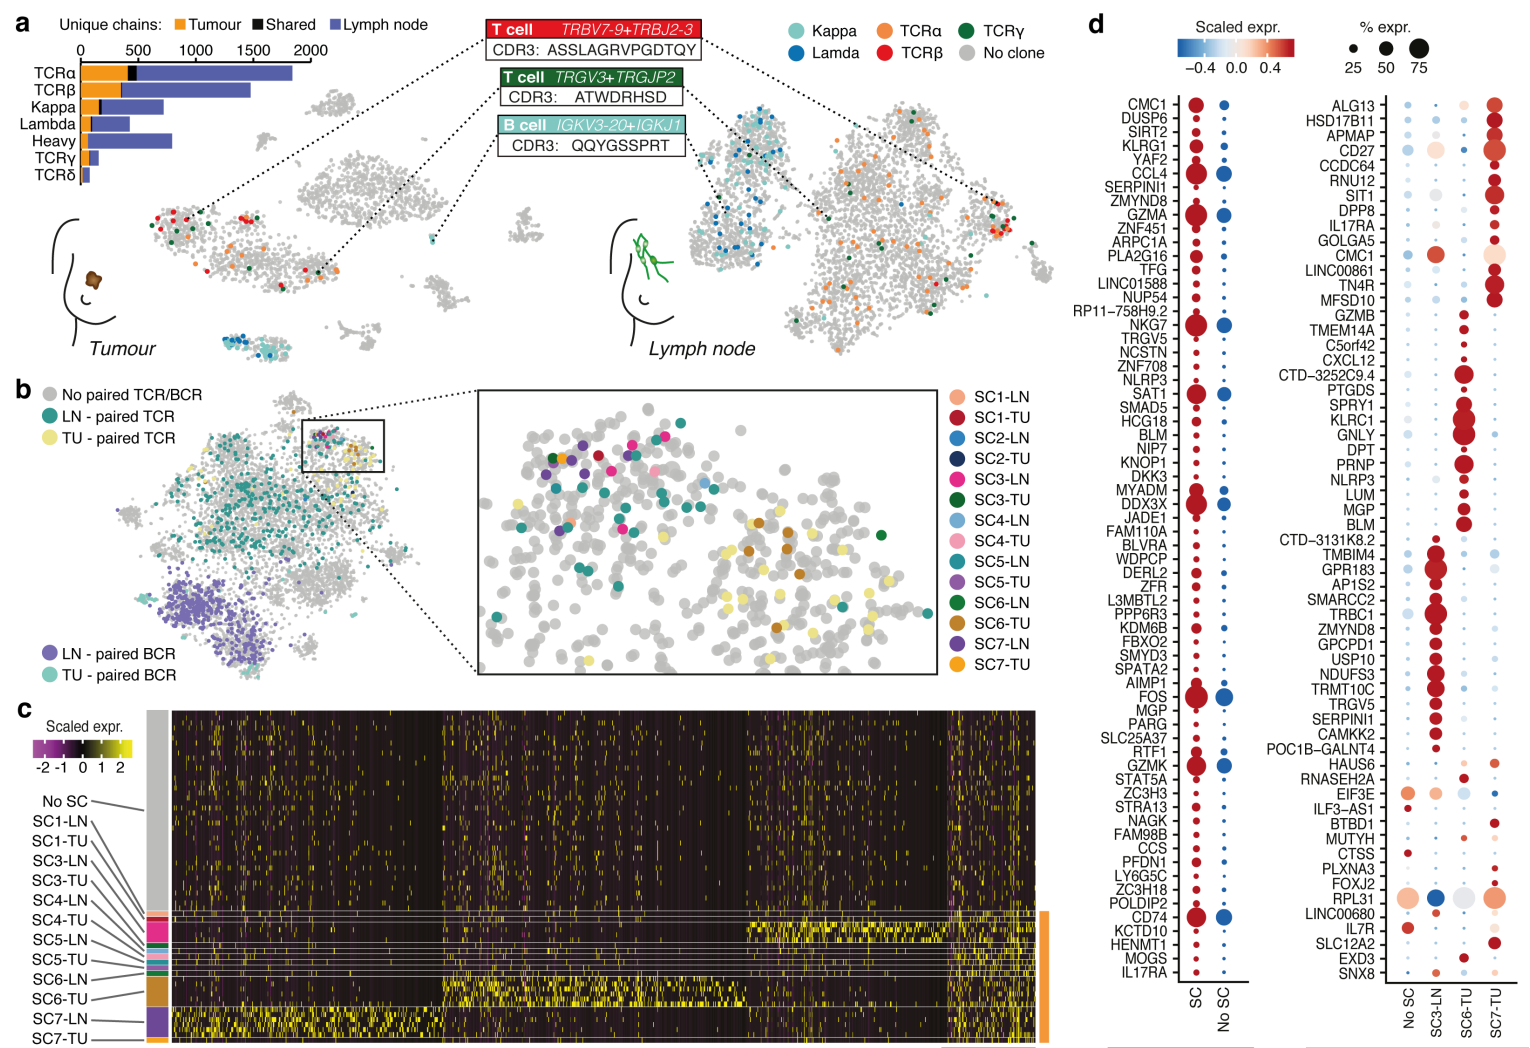 a
Unique chains: Tumour Shared Lymph node
0 500 1000 1500 2000
TCRα
TCRβ
Kappa
Lambda
Heavy
TCRγ
TCRδ
T cell TRBV7-9+TRBJ2-3
CDR3: ASSLAGRVPGDTQY
T cell TRGV3+TRGJP2
CDR3: ATWDRHSD
B cell IGKV3-20+IGKJ1
CDR3: QQYGSSPRT
Kappa TCRα TCRγ
Lamda TCRβ No clone
Tumour
Lymph node
b
No paired TCR/BCR
LN - paired TCR
TU - paired TCR
LN - paired BCR
TU - paired BCR
SC1-LN
SC1-TU
SC2-LN
SC2-TU
SC3-LN
SC3-TU
SC4-LN
SC4-TU
SC5-LN
SC5-TU
SC6-LN
SC6-TU
SC7-LN
SC7-TU
c
Scaled expr.
-2 -1 0 1 2
No SC
SC1-LN
SC1-TU
SC3-LN
SC3-TU
SC4-LN
SC4-TU
SC5-LN
SC5-TU
SC6-LN
SC6-TU
SC7-LN
SC7-TU
d
Scaled expr.
−0.4 0.0 0.4
% expr.
25 50 75
CMC1
DUSP6
SIRT2
KLRG1
YAF2
CCL4
SERPINI1
ZMYND8
GZMA
ZNF451
ARPC1A
PLA2G16
TFG
LINC01588
NUP54
RP11−758H9.2
NKG7
TRGV5
NCSTN
ZNF708
NLRP3
SAT1
SMAD5
HCG18
BLM
NIP7
KNOP1
DKK3
MYADM
DDX3X
JADE1
FAM110A
BLVRA
WDPCP
DERL2
ZFR
L3MBTL2
PPP6R3
KDM6B
FBXO2
SMYD3
SPATA2
AIMP1
FOS
MGP
PARG
SLC25A37
RTF1
GZMK
STAT5A
ZC3H3
STRA13
NAGK
FAM98B
CCS
PFDN1
LY6G5C
ZC3H18
POLDIP2
CD74
KCTD10
HENMT1
MOGS
IL17RA
SC
No SC
ALG13
HSD17B11
APMAP
CD27
CCDC64
RNU12
SIT1
DPP8
IL17RA
GOLGA5
CMC1
LINC00861
TN4R
MFSD10
GZMB
TMEM14A
C5orf42
CXCL12
CTD-3252C9.4
PTGDS
SPRY1
KLRC1
GNLY
DPT
PRNP
NLRP3
LUM
MGP
BLM
CTD-3131K8.2
TMBIM4
GPR183
AP1S2
SMARCC2
TRBC1
ZMYND8
GPCPD1
USP10
NDUFS3
TRMT10C
TRGV5
SERPINI1
CAMKK2
POC1B−GALNT4
HAUS6
RNASEH2A
EIF3E
ILF3−AS1
BTBD1
MUTYH
CTSS
PLXNA3
FOXJ2
RPL31
LINC00680
IL7R
SLC12A2
EXD3
SNX8
No SC
SC3-LN
SC6-TU
SC7-TU